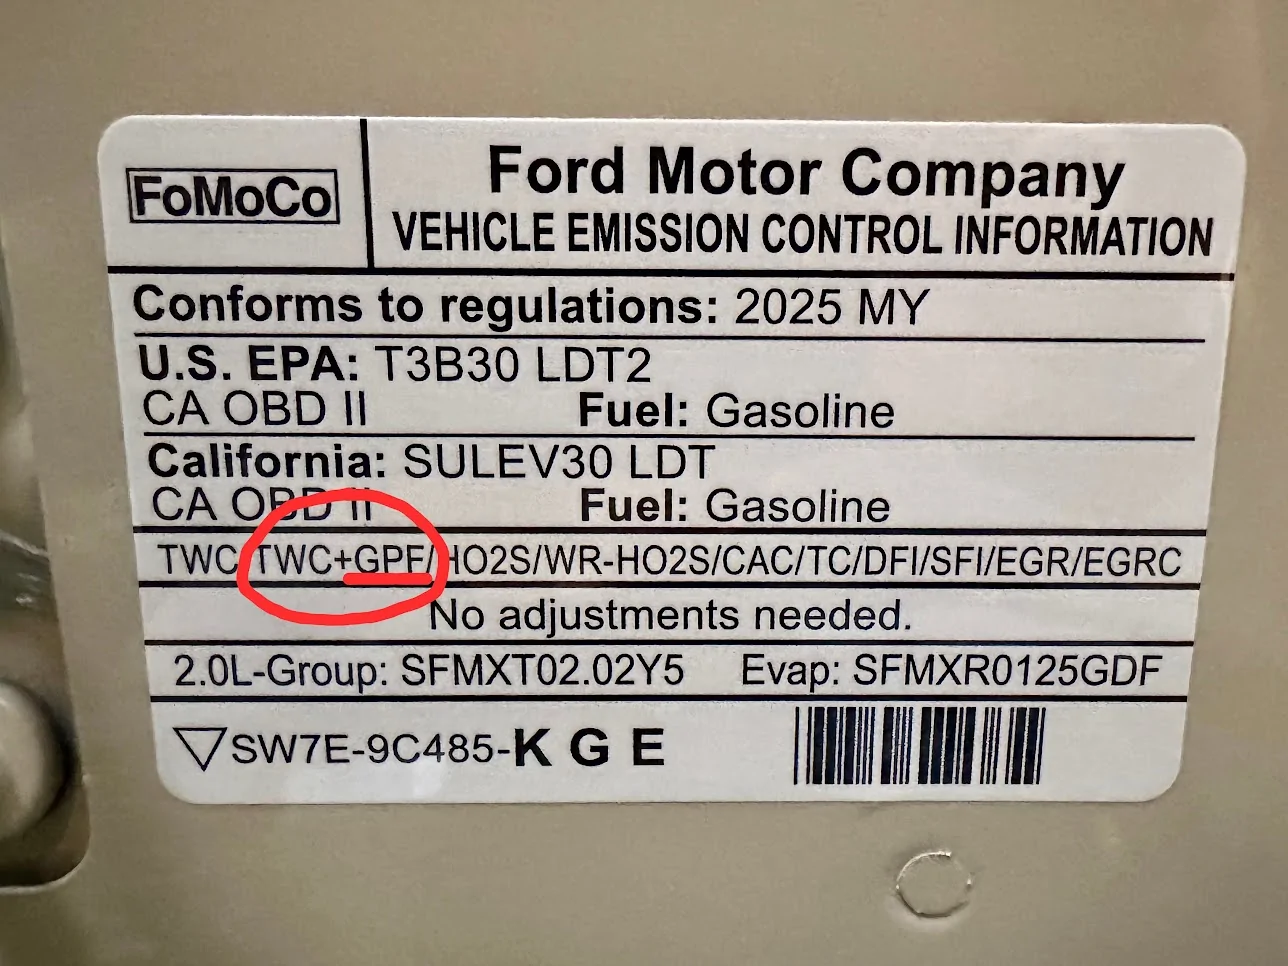 FoMoCo
Ford Motor Company
VEHICLE EMISSION CONTROL INFORMATION
Conforms to regulations: 2025 MY
U.S. EPA: T3B30 LDT2
CA OBD II Fuel: Gasoline
California: SULEV30 LDT
CA OBD II Fuel: Gasoline
TWC/TWC+GPF/HO2S/WR-HO2S/CAC/TC/DFI/SFI/EGR/EGRC
No adjustments needed.
2.0L-Group: SFMXT02.02Y5 Evap: SFMXR0125GDF
▽SW7E-9C485-K G E